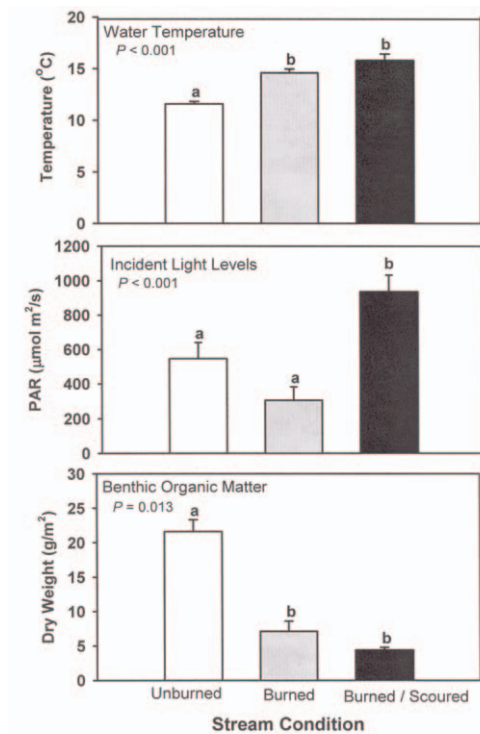 20
Water Temperature
P < 0.001
b
b
15
a
10
5
0
Temperature (°C)
1200
Incident Light Levels
P < 0.001
b
1000
800
a
600
a
400
200
0
PAR (μmol m²/s)
30
Benthic Organic Matter
P = 0.013
a
25
20
15
b
10
b
5
0
Dry Weight (g/m²)
Unburned Burned Burned / Scoured
Stream Condition